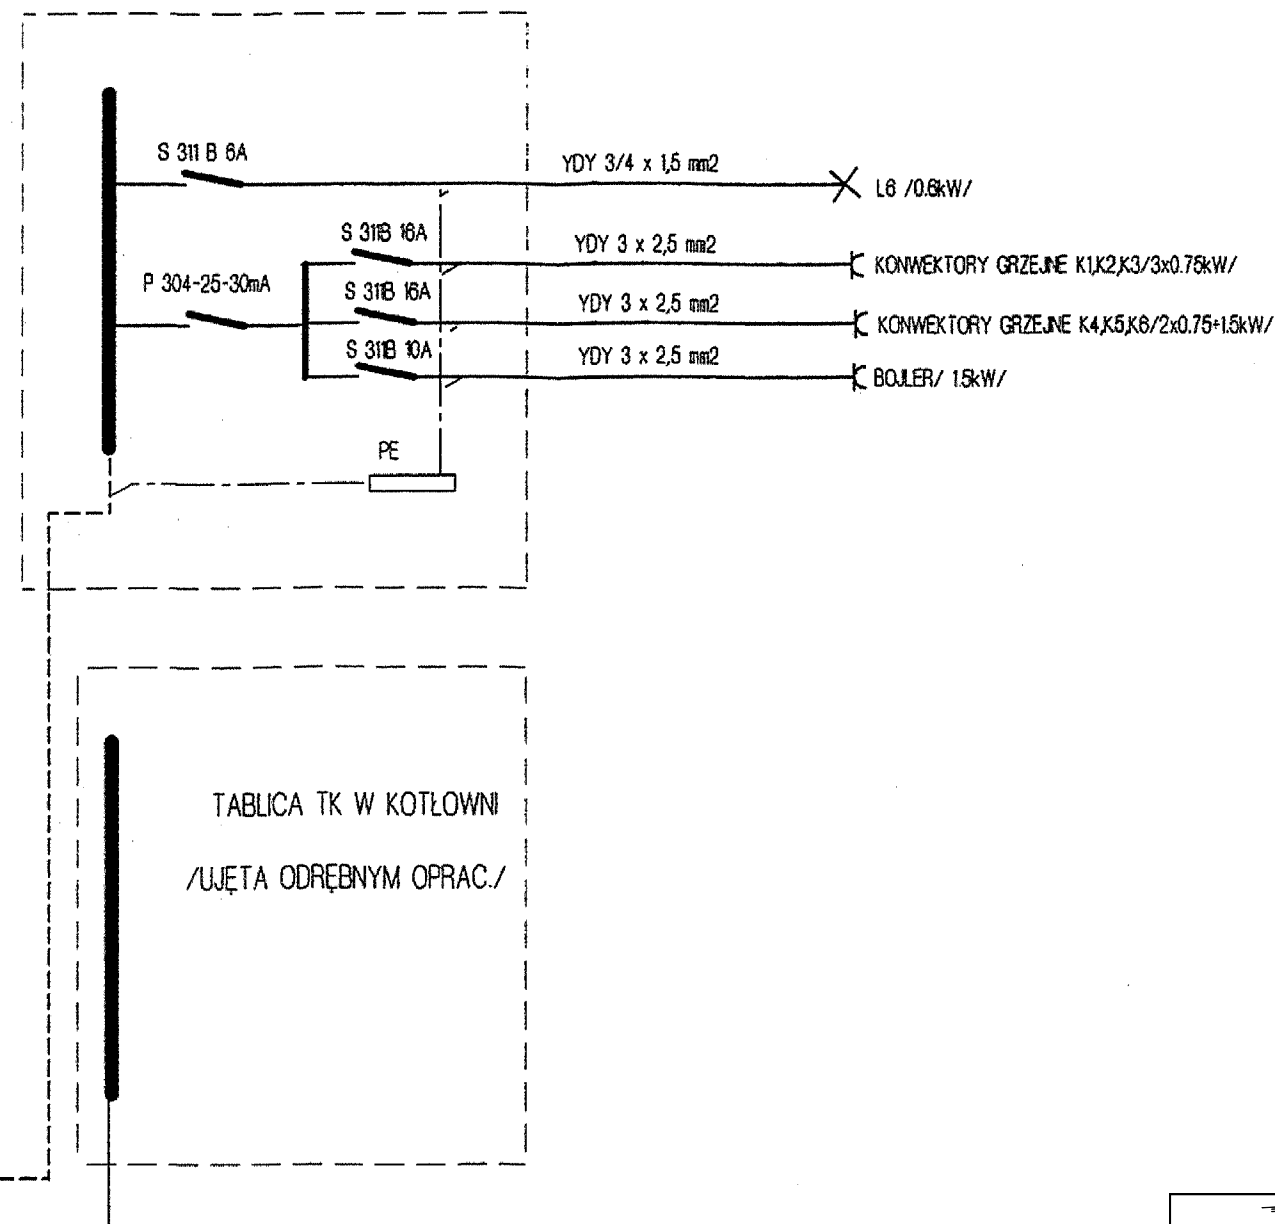 S 311 B 6A
YDY 3/4 x 1,5 mm2
L6 /0.6kW/
S 311B 16A
YDY 3 x 2,5 mm2
KONWEKTORY GRZEJNE K1,K2,K3/3x0.75kW/
P 304-25-30mA
S 311B 16A
YDY 3 x 2,5 mm2
KONWEKTORY GRZEJNE K4,K5,K6/2x0.75+1.5kW/
S 311B 10A
YDY 3 x 2,5 mm2
BOJLER/ 1.5kW/
PE
TABLICA TK W KOTŁOWNI
/UJĘTA ODRĘBNYM OPRAC./